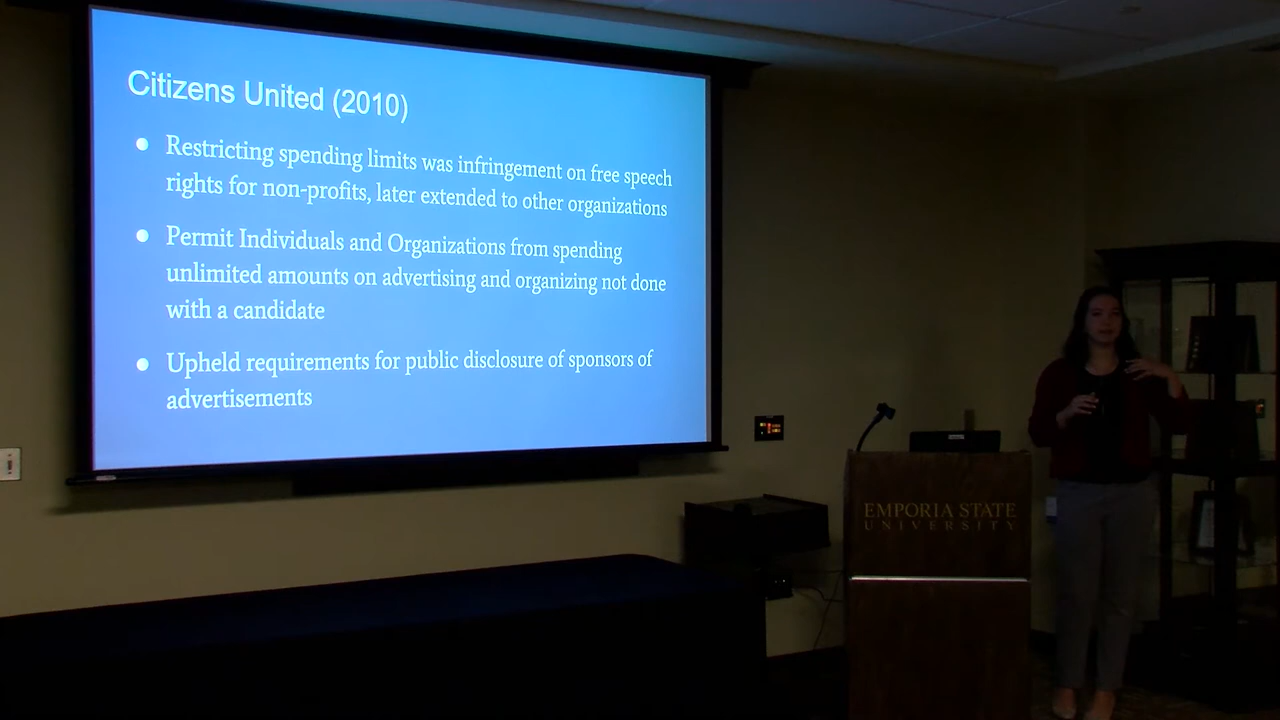 Citizens United (2010)
Restricting spending limits was infringement on free speech
rights for non-profits, later extended to other organizations
Permit Individuals and Organizations from spending
unlimited amounts on advertising and organizing not done
with a candidate
Upheld requirements for public disclosure of sponsors of
advertisements
EMPORIA STATE
UNIVERSITY